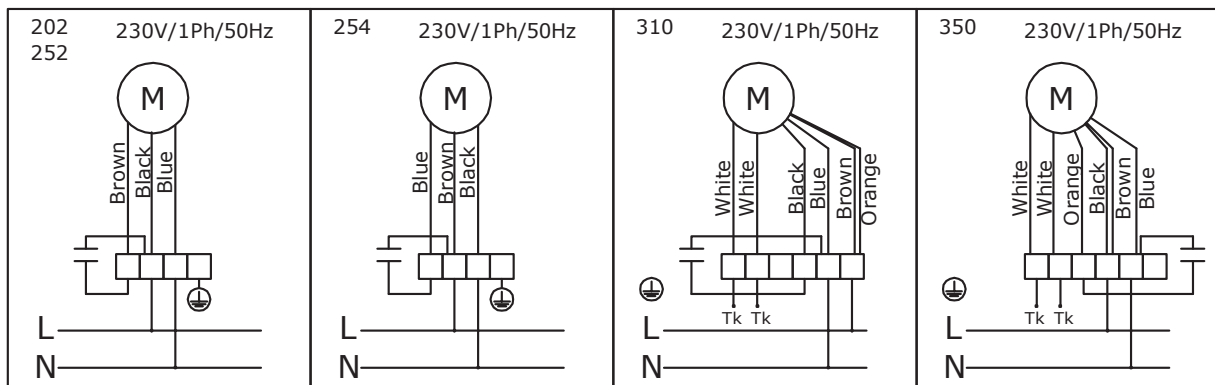 202 230V/1Ph/50Hz
252
M
Brown
Black
Blue
L
N
254 230V/1Ph/50Hz
M
Blue
Brown
Black
L
N
310 230V/1Ph/50Hz
M
White
White
Black
Blue
Brown
Orange
Tk Tk
L
N
350 230V/1Ph/50Hz
M
White
White
Orange
Black
Brown
Blue
Tk Tk
L
N